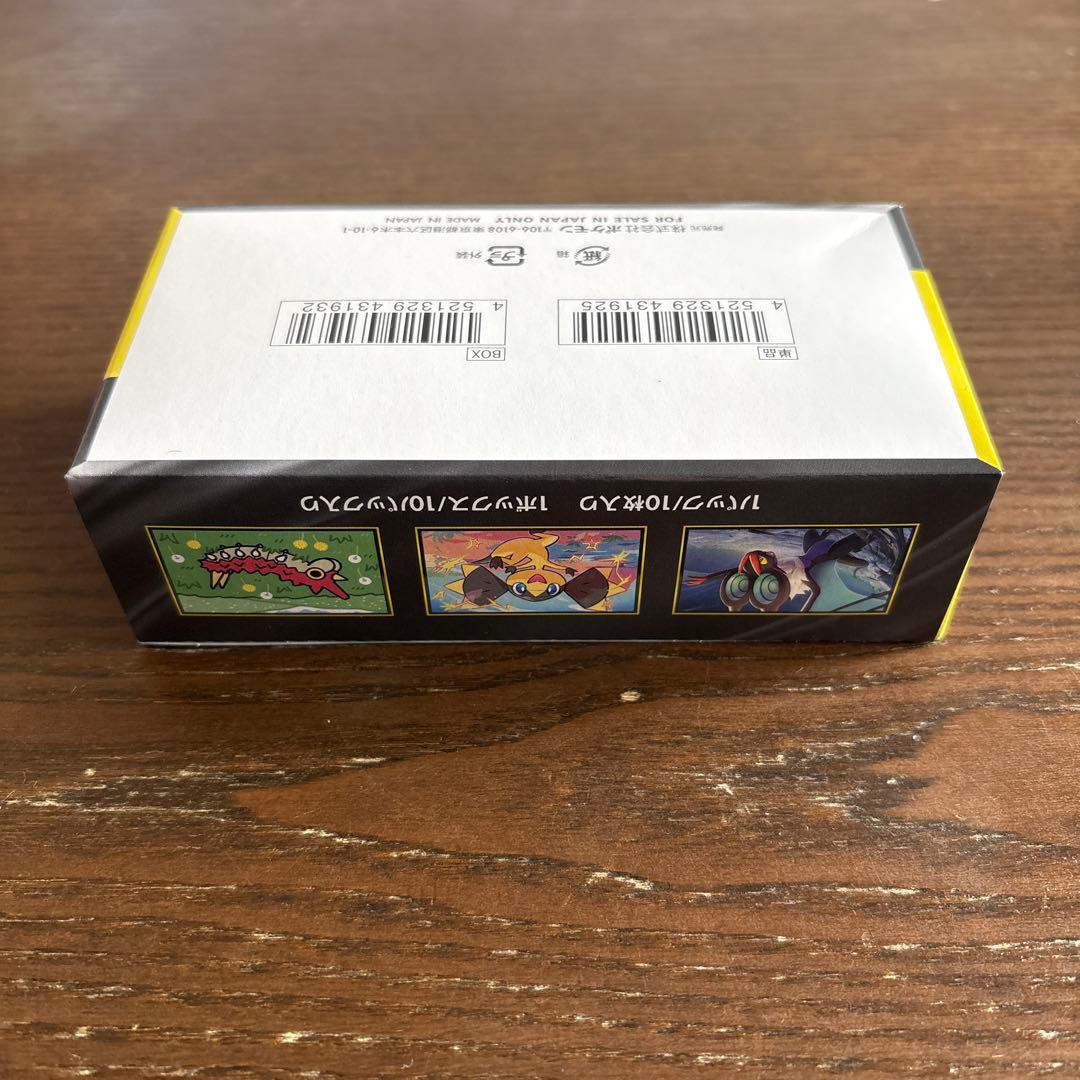 1パック/10枚入り 1ボックス/10パック入り
単品
4 521329 431925
BOX
4 521329 431932
紙 箱
プラ 外装
発売元 株式会社ポケモン 〒106-6108 東京都港区六本木6-10-1
FOR SALE IN JAPAN ONLY MADE IN JAPAN